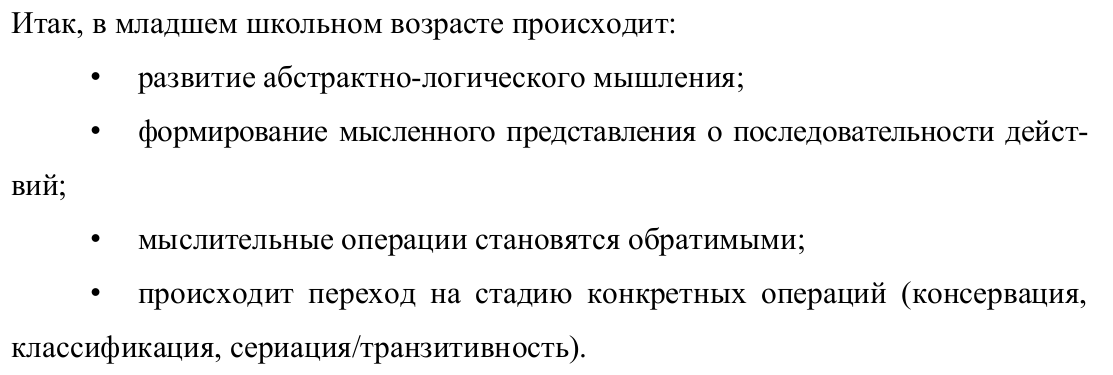 Итак, в младшем школьном возрасте происходит:
• развитие абстрактно-логического мышления;
• формирование мысленного представления о последовательности дейст-
вий;
• мыслительные операции становятся обратимыми;
• происходит переход на стадию конкретных операций (консервация,
классификация, сериация/транзитивность).